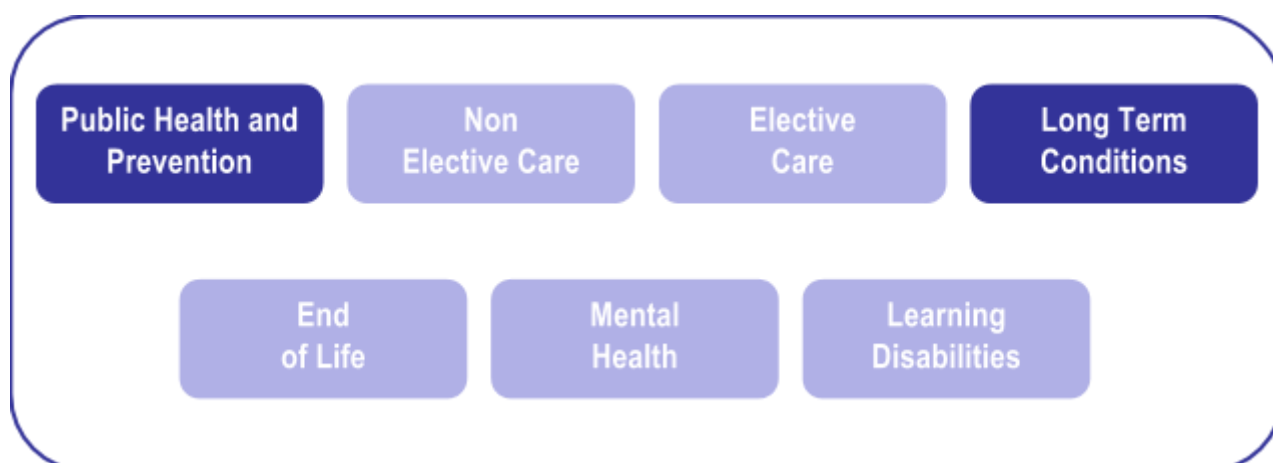 Public Health and
Prevention
Non
Elective Care
Elective
Care
Long Term
Conditions
End
of Life
Mental
Health
Learning
Disabilities